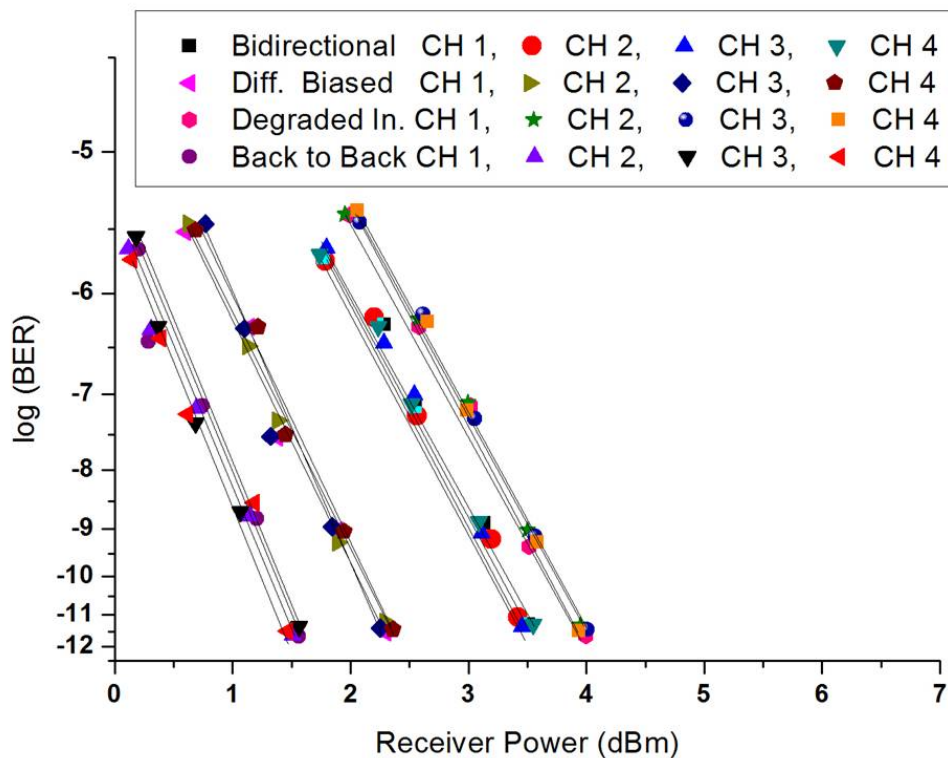 Bidirectional CH 1, CH 2, CH 3, CH 4
Diff. Biased CH 1, CH 2, CH 3, CH 4
Degraded In. CH 1, CH 2, CH 3, CH 4
Back to Back CH 1, CH 2, CH 3, CH 4
log (BER)
-5
-6
-7
-8
-9
-10
-11
-12
0 1 2 3 4 5 6 7
Receiver Power (dBm)